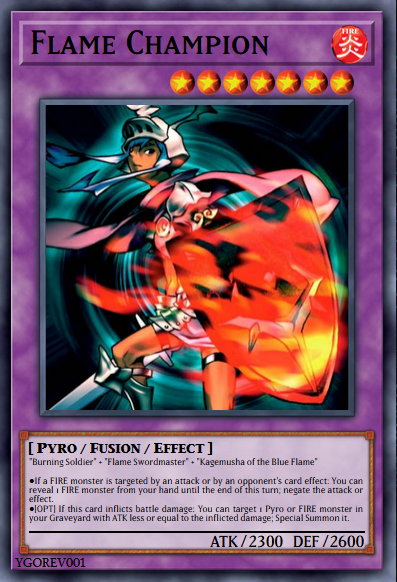 Flame Champion
FIRE
炎
[ Pyro / Fusion / Effect ]
"Burning Soldier" + "Flame Swordmaster" + "Kagemusha of the Blue Flame"
●If a FIRE monster is targeted by an attack or by an opponent's card effect: You can
reveal 1 FIRE monster from your hand until the end of this turn; negate the attack or
effect.
●[OPT] If this card inflicts battle damage: You can target 1 Pyro or FIRE monster in
your Graveyard with ATK less or equal to the inflicted damage; Special Summon it.
ATK/2300 DEF/2600
YGOREV001